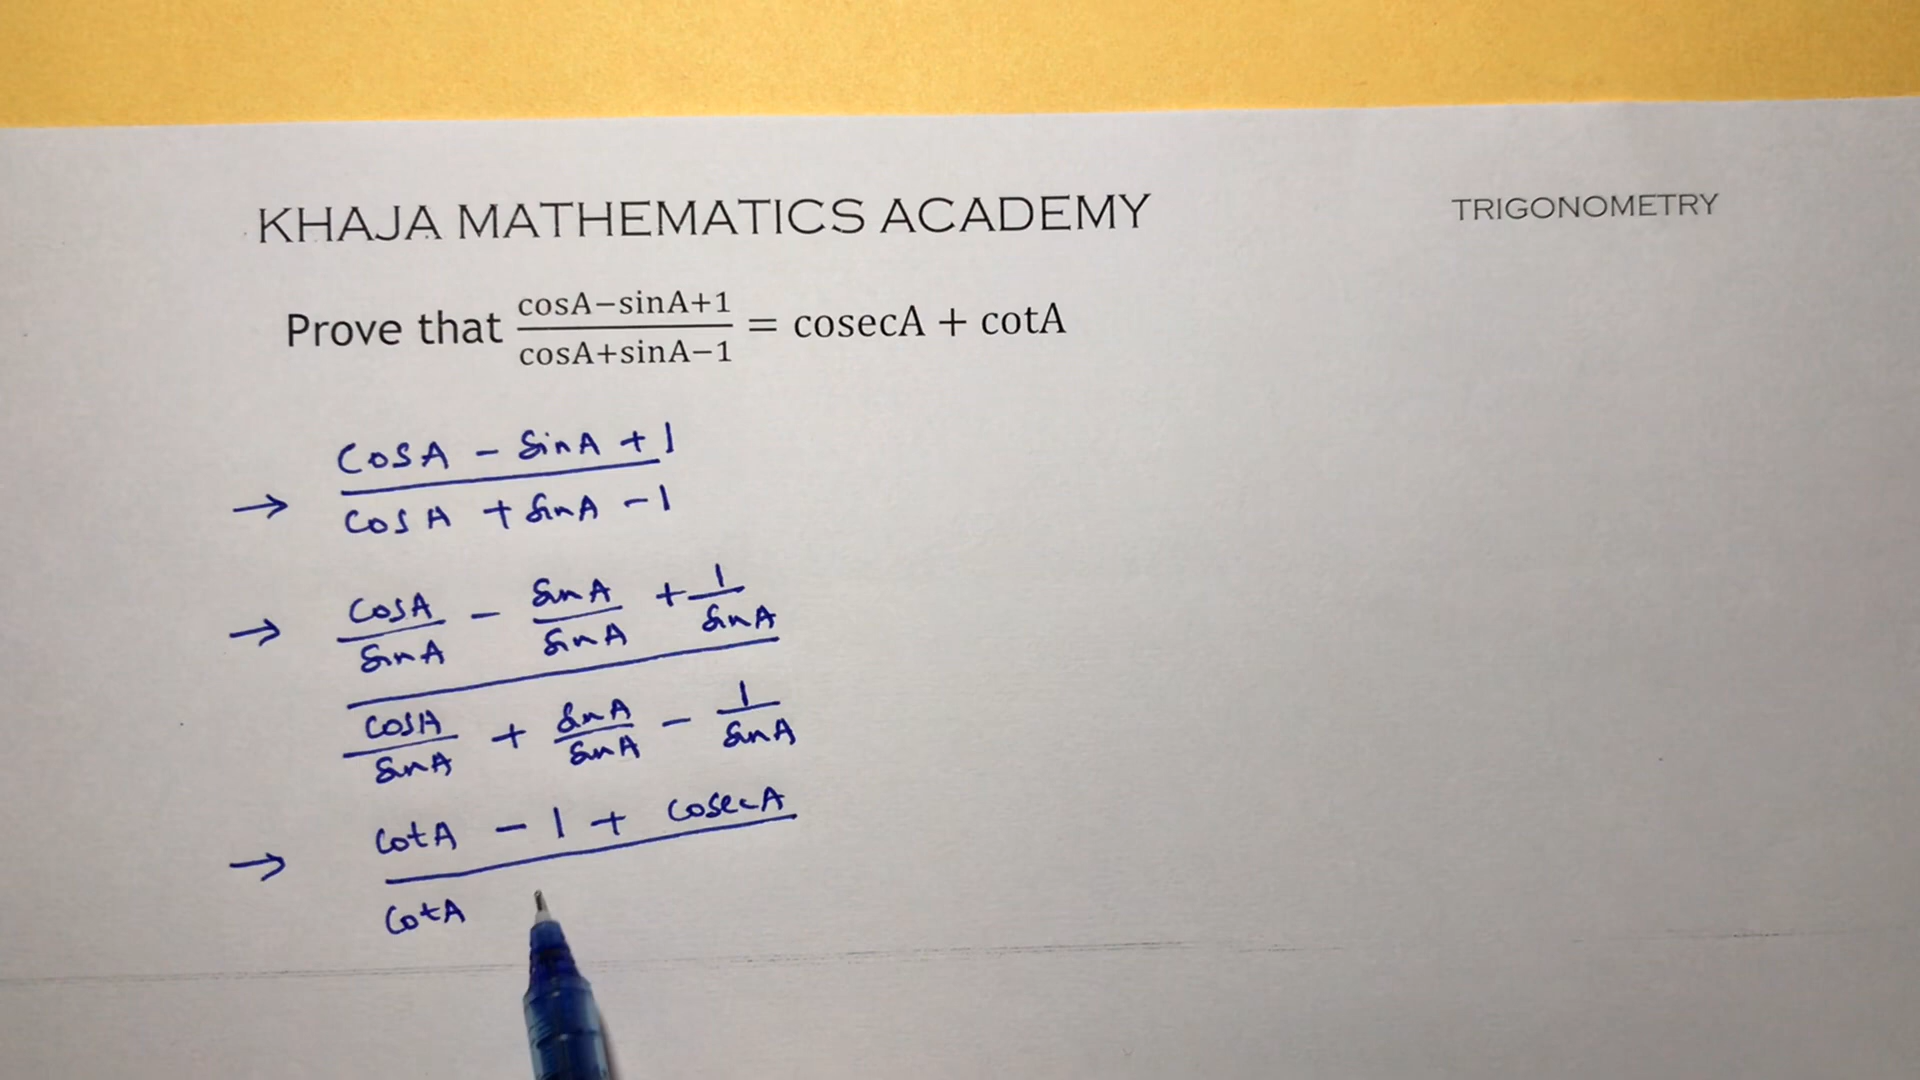 KHAJA MATHEMATICS ACADEMY
TRIGONOMETRY
Prove that (cosA−sinA+1)/(cosA+sinA−1) = cosecA + cotA
→ (cosA − sinA + 1)/(cosA + sinA − 1)
→ (cosA/sinA − sinA/sinA + 1/sinA)/(cosA/sinA + sinA/sinA − 1/sinA)
→ (cotA − 1 + cosecA)/(cotA